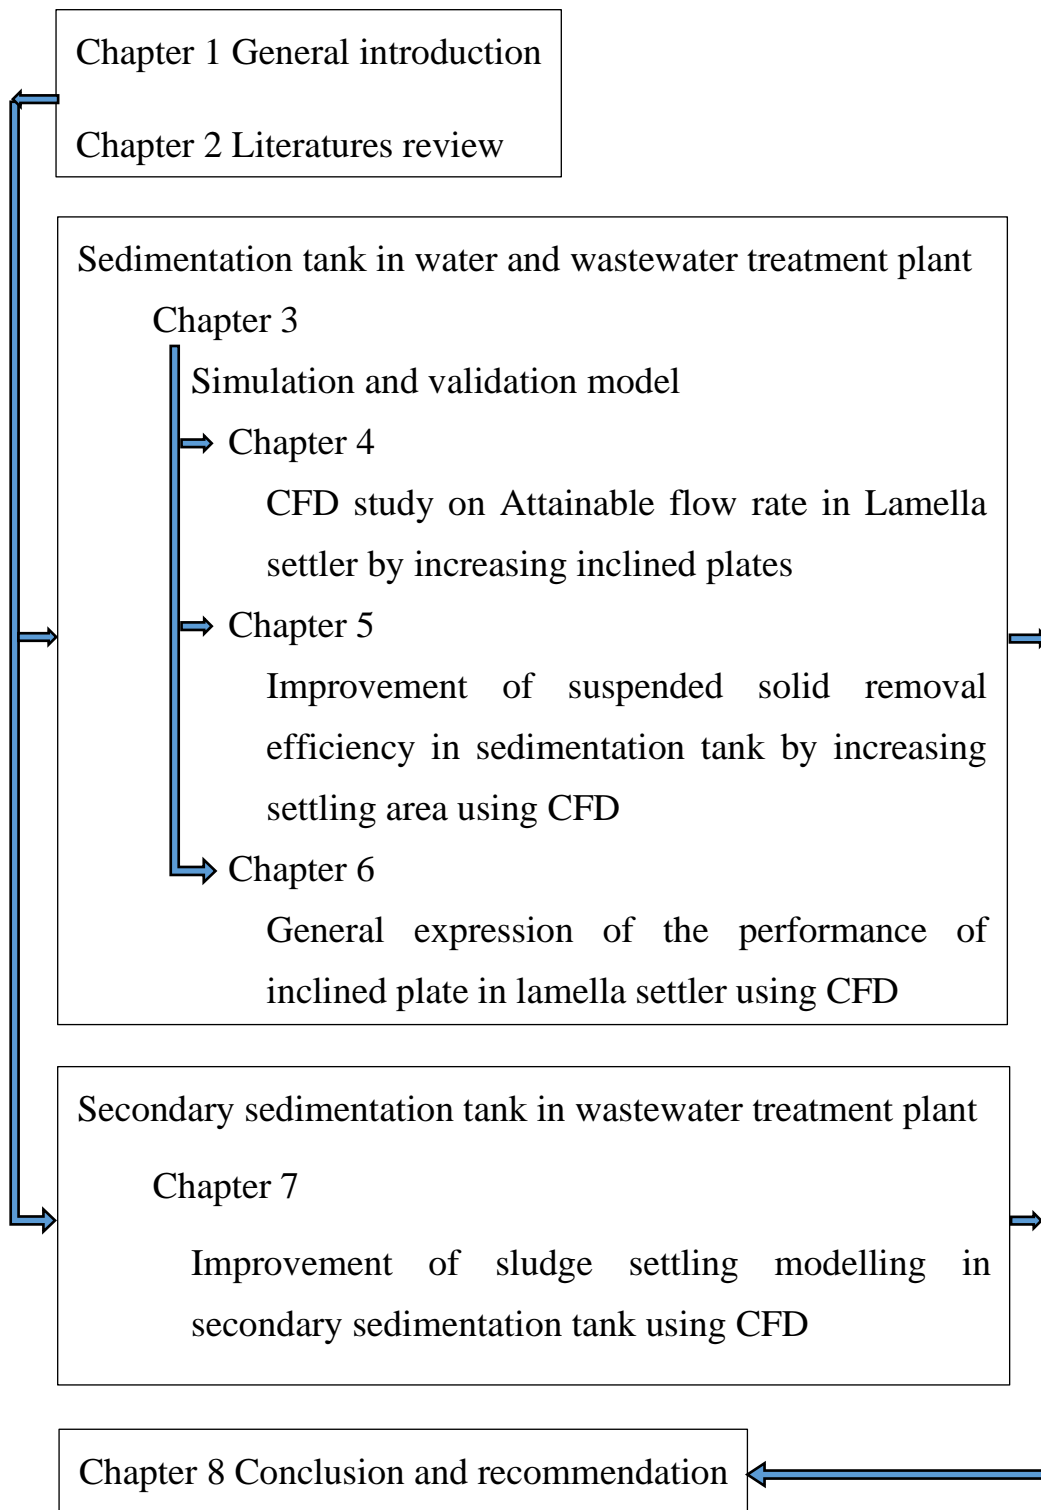 Chapter 1 General introduction
Chapter 2 Literatures review
Sedimentation tank in water and wastewater treatment plant
Chapter 3
Simulation and validation model
Chapter 4
CFD study on Attainable flow rate in Lamella
settler by increasing inclined plates
Chapter 5
Improvement of suspended solid removal
efficiency in sedimentation tank by increasing
settling area using CFD
Chapter 6
General expression of the performance of
inclined plate in lamella settler using CFD
Secondary sedimentation tank in wastewater treatment plant
Chapter 7
Improvement of sludge settling modelling in
secondary sedimentation tank using CFD
Chapter 8 Conclusion and recommendation